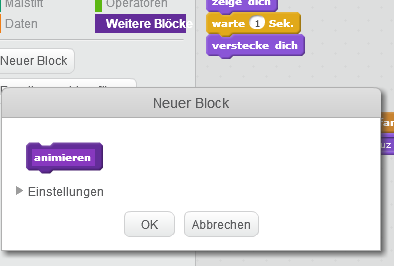 Malstift
Operatoren
Daten
Weitere Blöcke
Neuer Block
zeige dich
warte 1 Sek.
verstecke dich
Neuer Block
animieren
Einstellungen
OK
Abbrechen